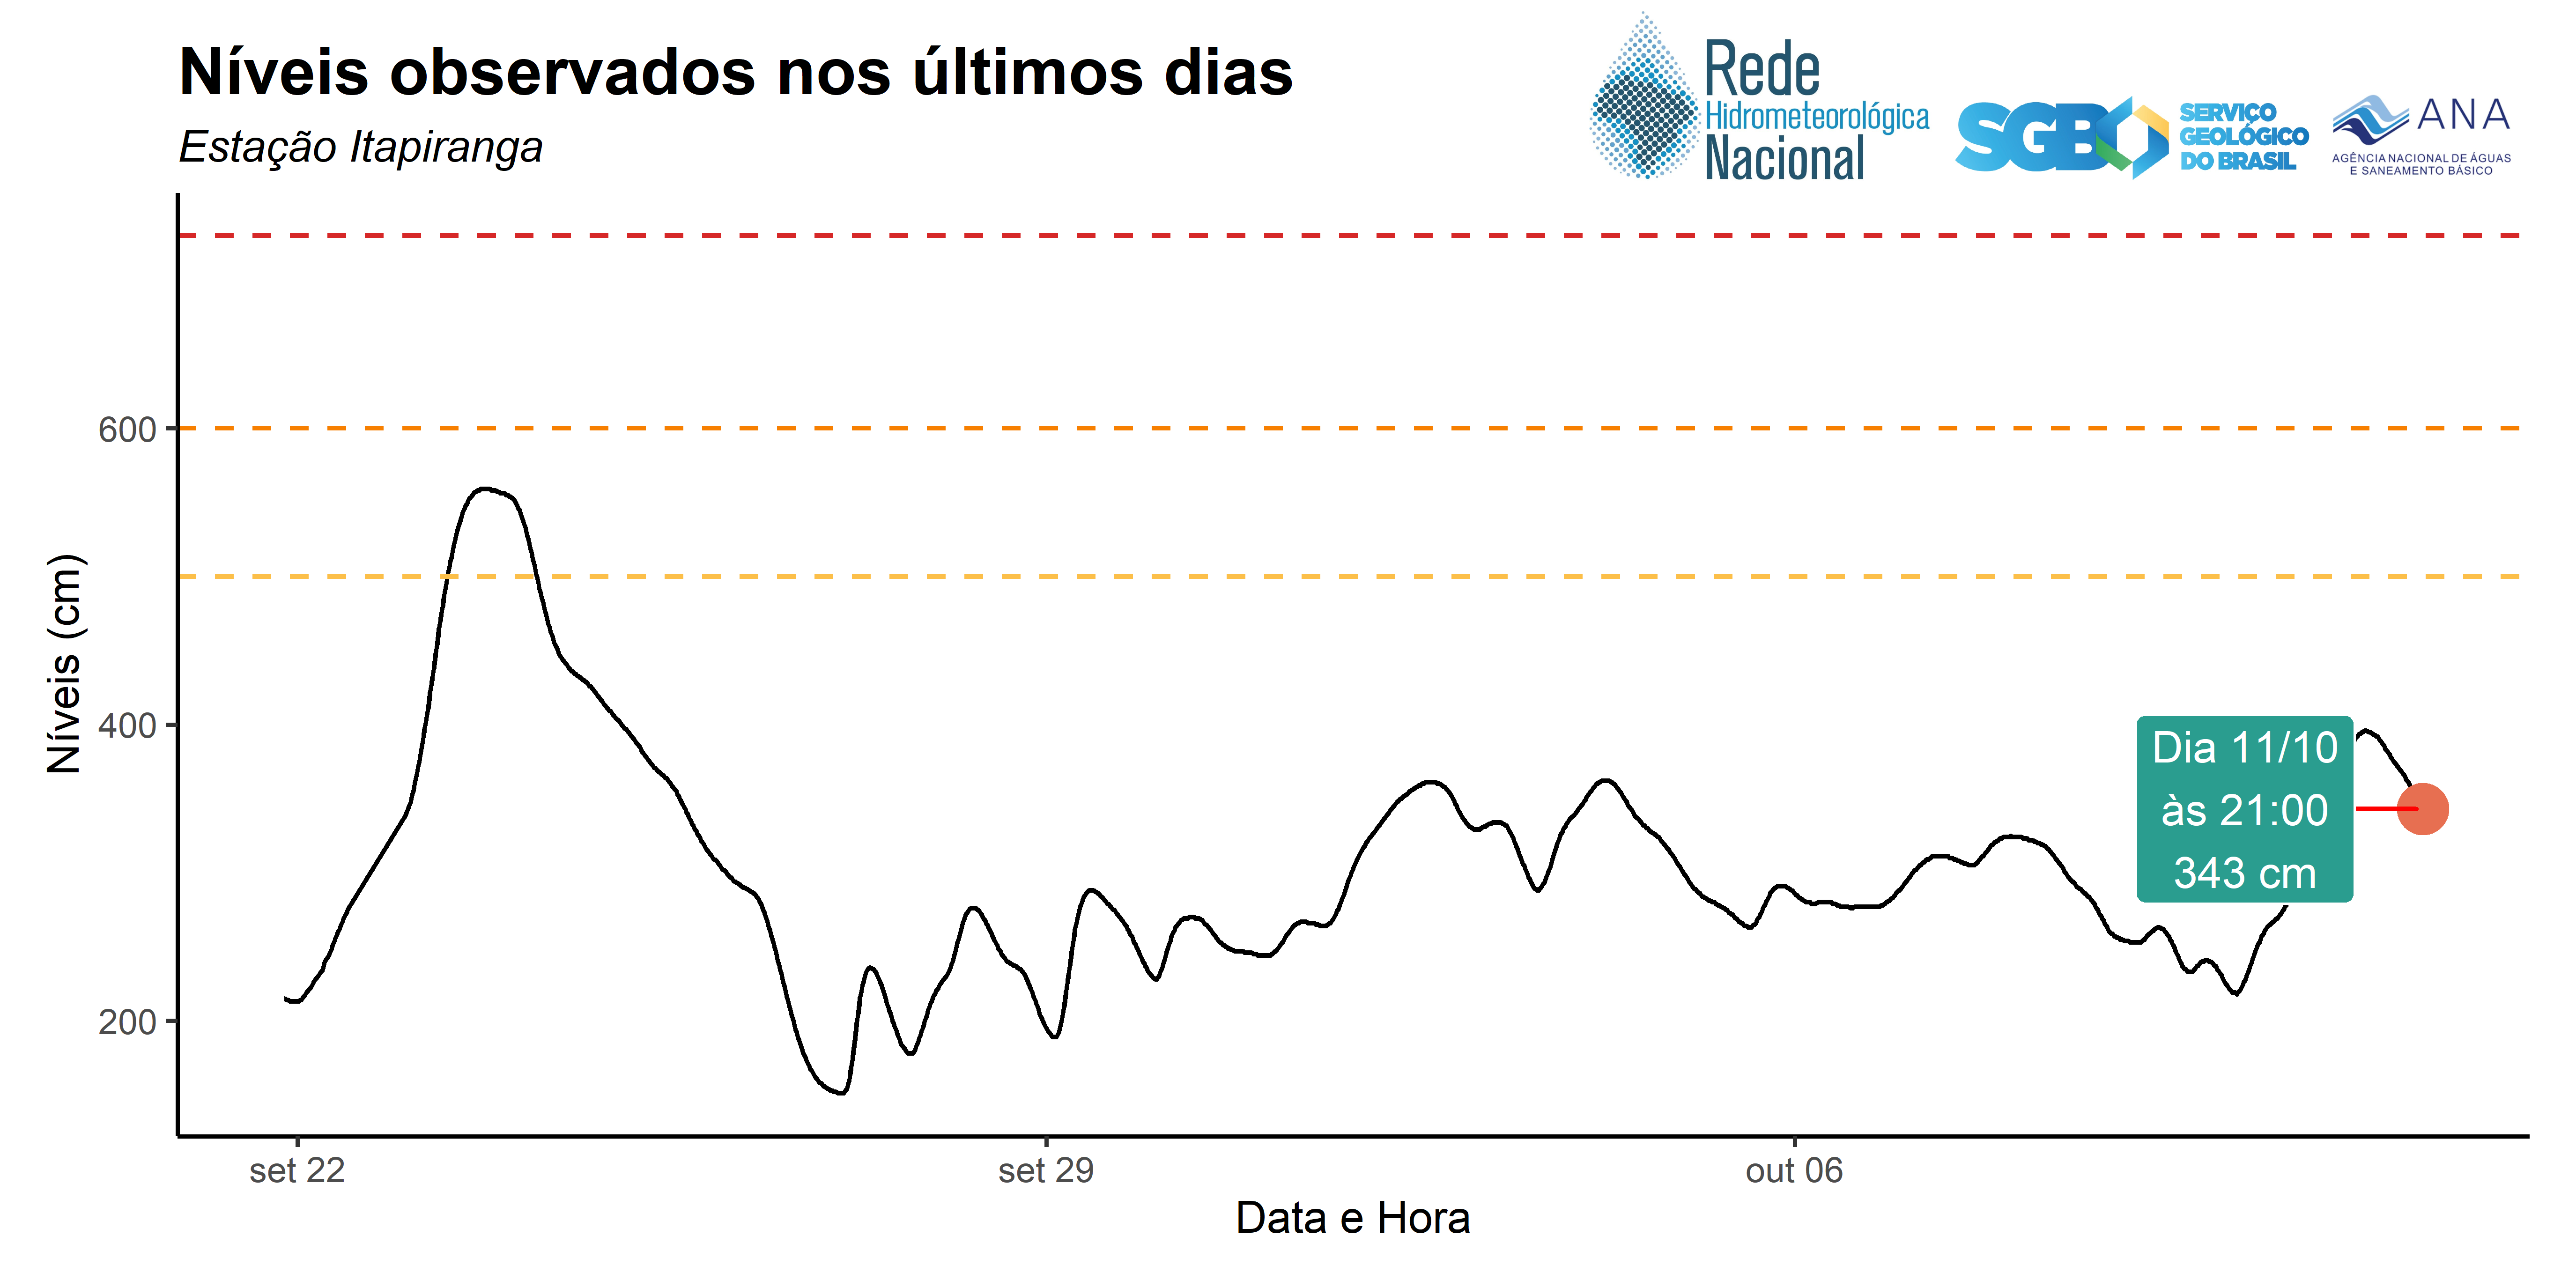 Níveis observados nos últimos dias
Estação Itapiranga
Rede
Hidrometeorológica
Nacional
SGB
SERVIÇO
GEOLÓGICO
DO BRASIL
ANA
AGÊNCIA NACIONAL DE ÁGUAS
E SANEAMENTO BÁSICO
Níveis (cm)
600
400
200
Dia 11/10
às 21:00
343 cm
set 22
set 29
out 06
Data e Hora